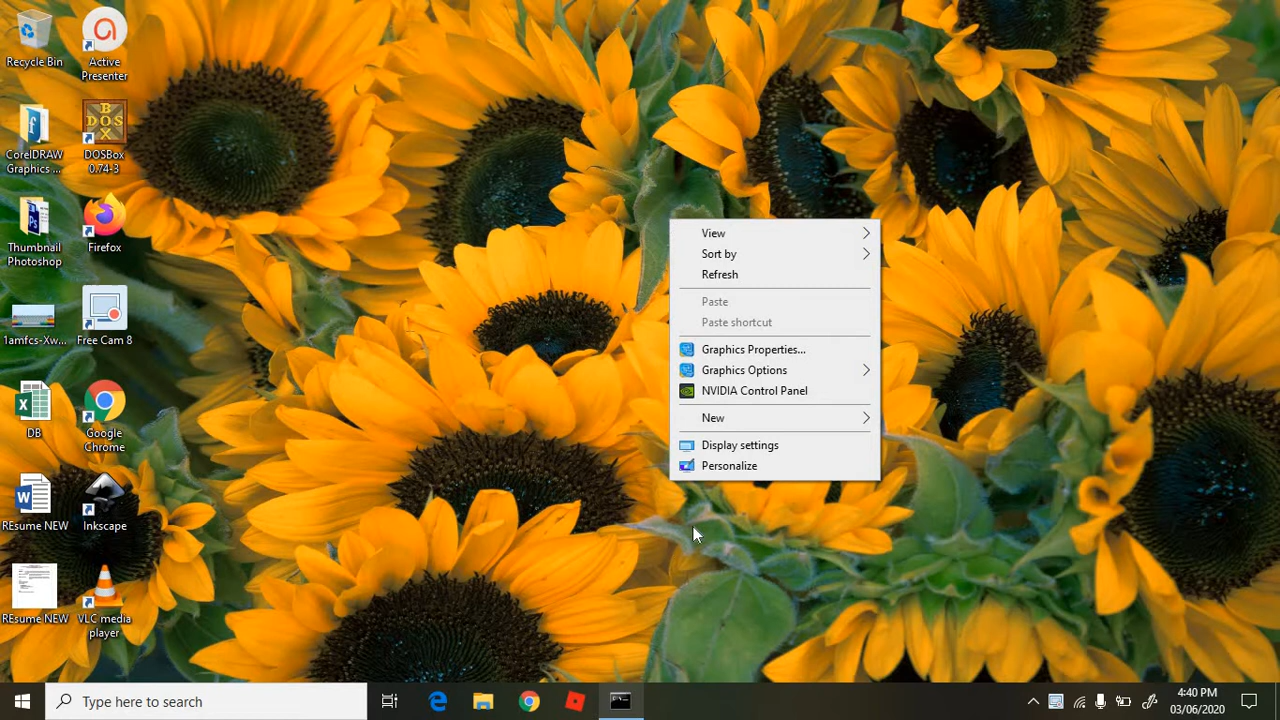 Recycle Bin
Active
Presenter
CorelDRAW
Graphics ...
DOSBox
0.74-3
Thumbnail
Photoshop
Firefox
1amfcs-Xw...
Free Cam 8
DB
Google
Chrome
REsume NEW
Inkscape
REsume NEW
VLC media
player
View
Sort by
Refresh
Paste
Paste shortcut
Graphics Properties...
Graphics Options
NVIDIA Control Panel
New
Display settings
Personalize
Type here to search
4:40 PM
03/06/2020